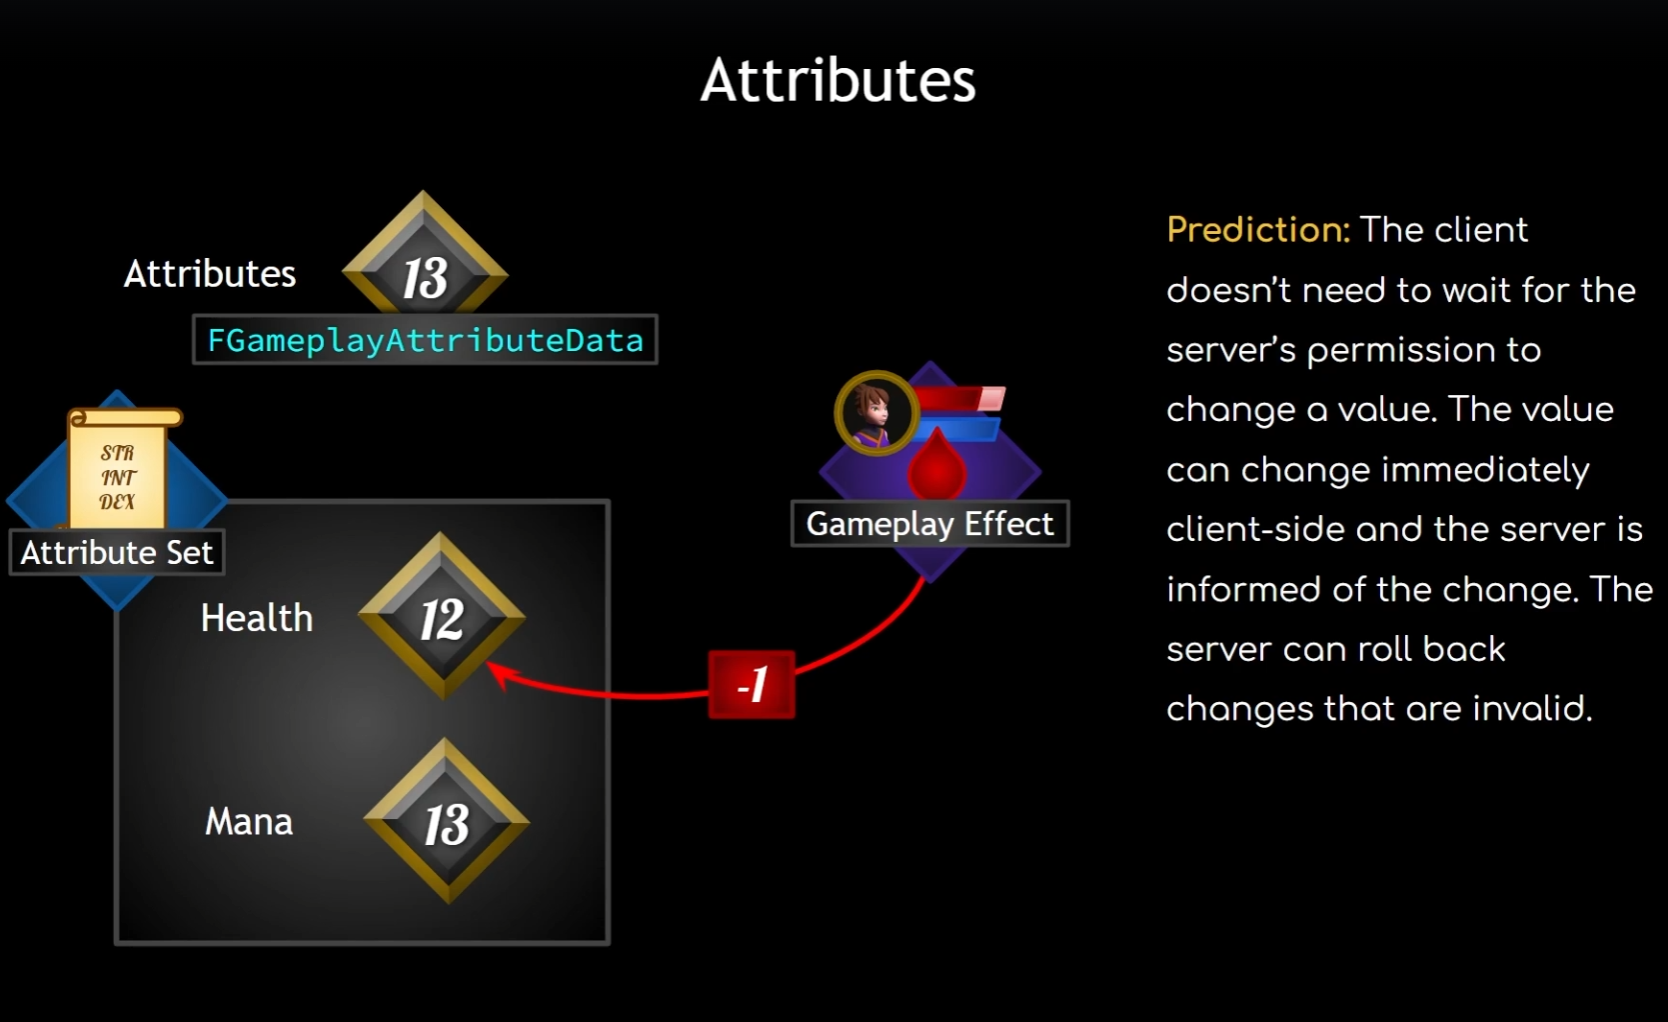 Attributes
Attributes
13
FGameplayAttributeData
STR
INT
DEX
Attribute Set
Health
12
Mana
13
Gameplay Effect
-1
Prediction: The client
doesn't need to wait for the
server's permission to
change a value. The value
can change immediately
client-side and the server is
informed of the change. The
server can roll back
changes that are invalid.